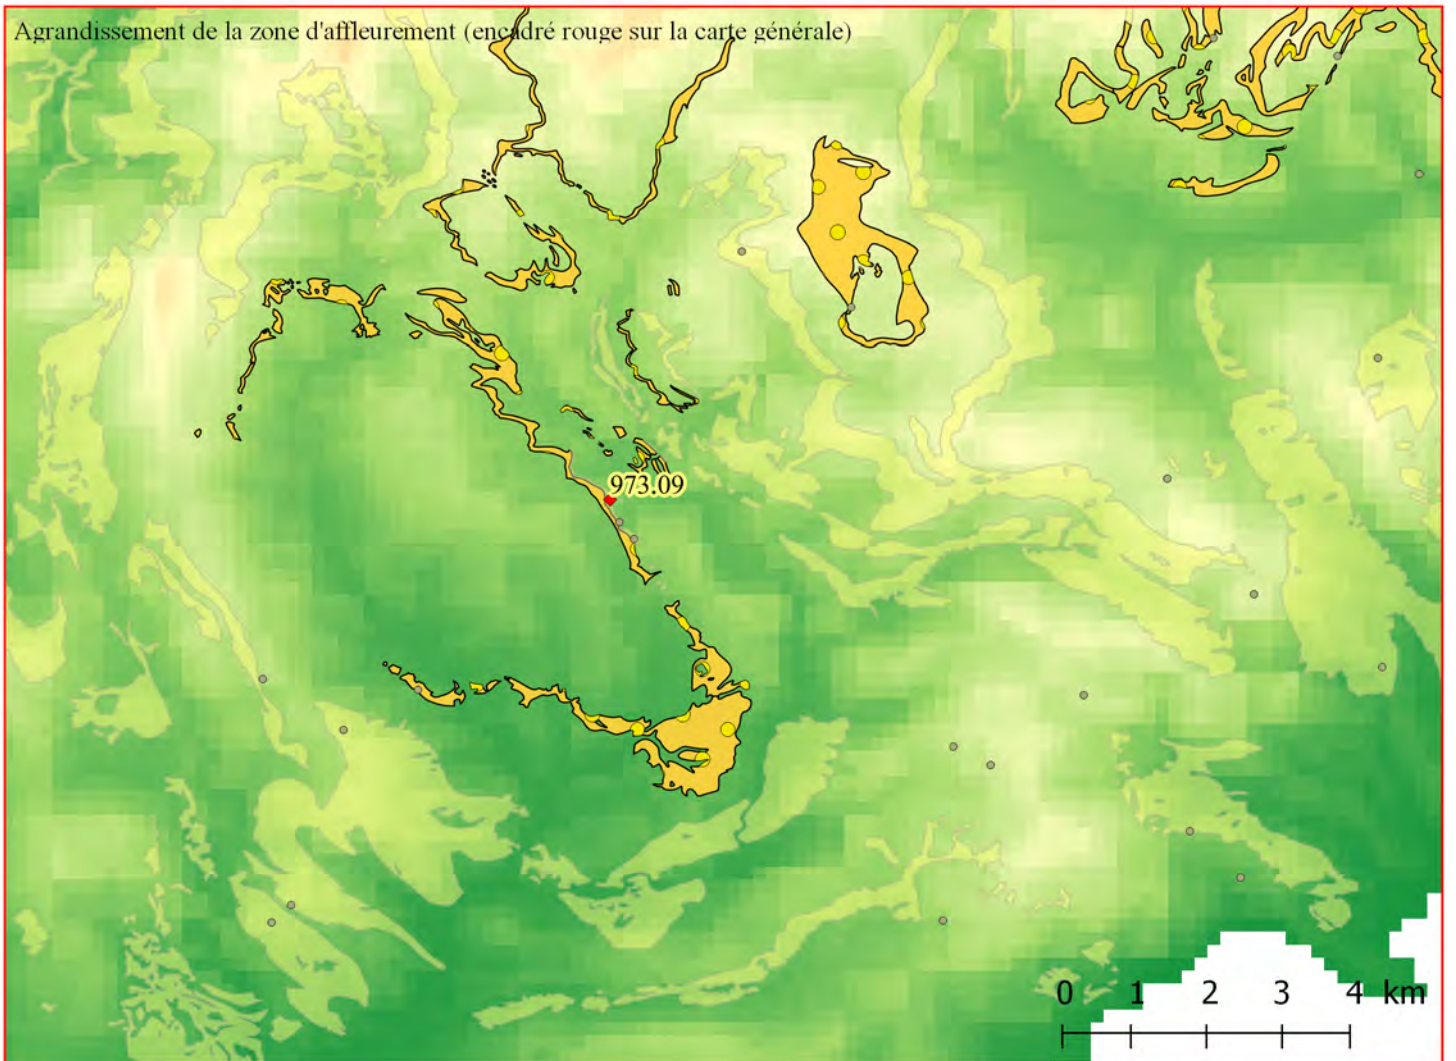 Agrandissement de la zone d'affleurement (encadré rouge sur la carte générale)
973.09
0 1 2 3 4 km